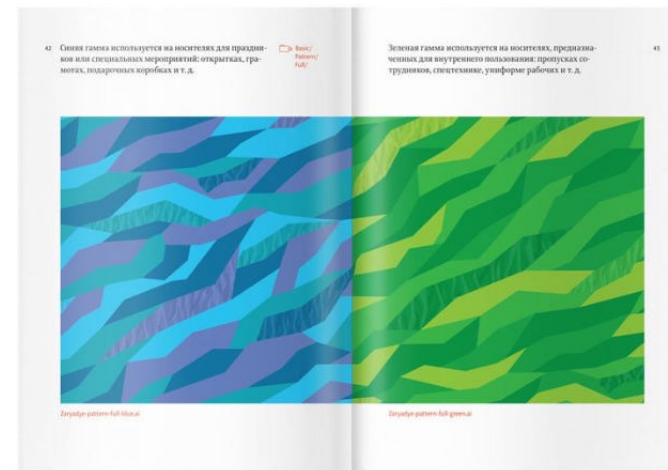 42
Синяя гамма используется на носителях для праздни-
ков или специальных мероприятий: открытках, гра-
мотах, подарочных коробках и т. д.
Basic/
Pattern/
Full/
Zaryadye-pattern-full-blue.ai
Зеленая гамма используется на носителях, предназна-
ченных для внутреннего пользования: пропусках со-
трудников, спецтехнике, униформе рабочих и т. д.
43
Zaryadye-pattern-full-green.ai